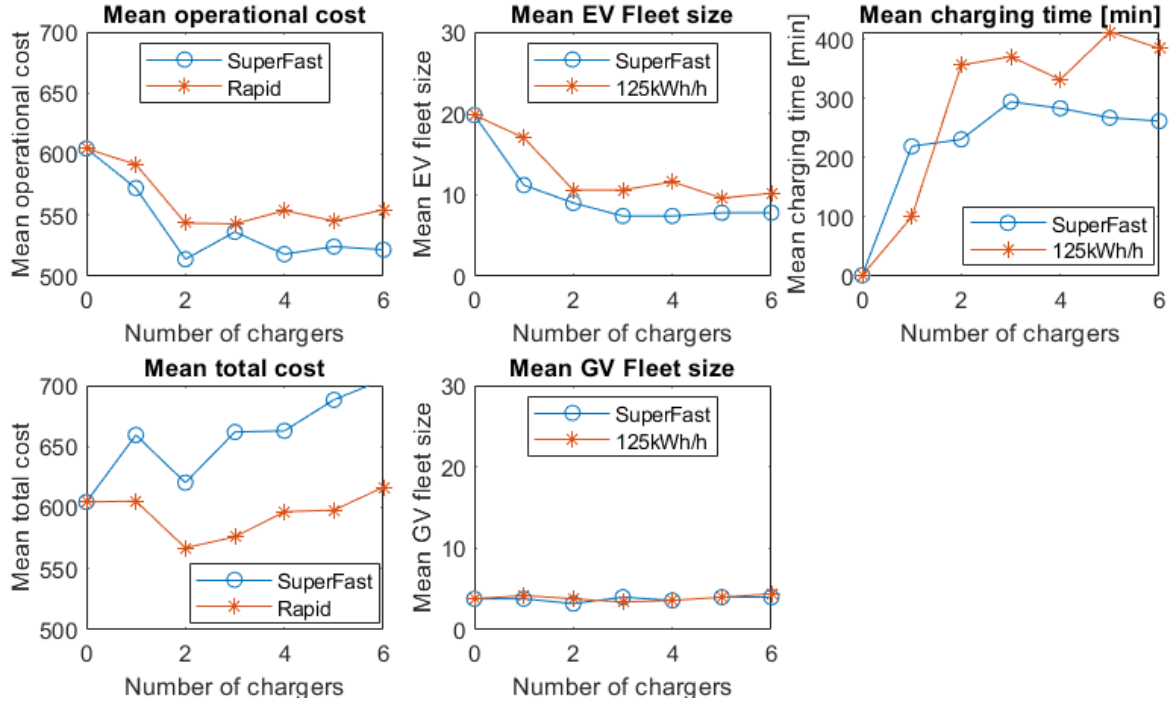 Mean operational cost
Mean operational cost
700
650
600
550
500
0
2
4
6
Number of chargers
SuperFast
Rapid
Mean EV Fleet size
Mean EV fleet size
30
20
10
0
0
2
4
6
Number of chargers
SuperFast
125kWh/h
Mean charging time [min]
Mean charging time [min]
400
300
200
100
0
0
2
4
6
Number of chargers
SuperFast
125kWh/h
Mean total cost
Mean total cost
700
650
600
550
500
0
2
4
6
Number of chargers
SuperFast
Rapid
Mean GV Fleet size
Mean GV fleet size
30
20
10
0
0
2
4
6
Number of chargers
SuperFast
125kWh/h